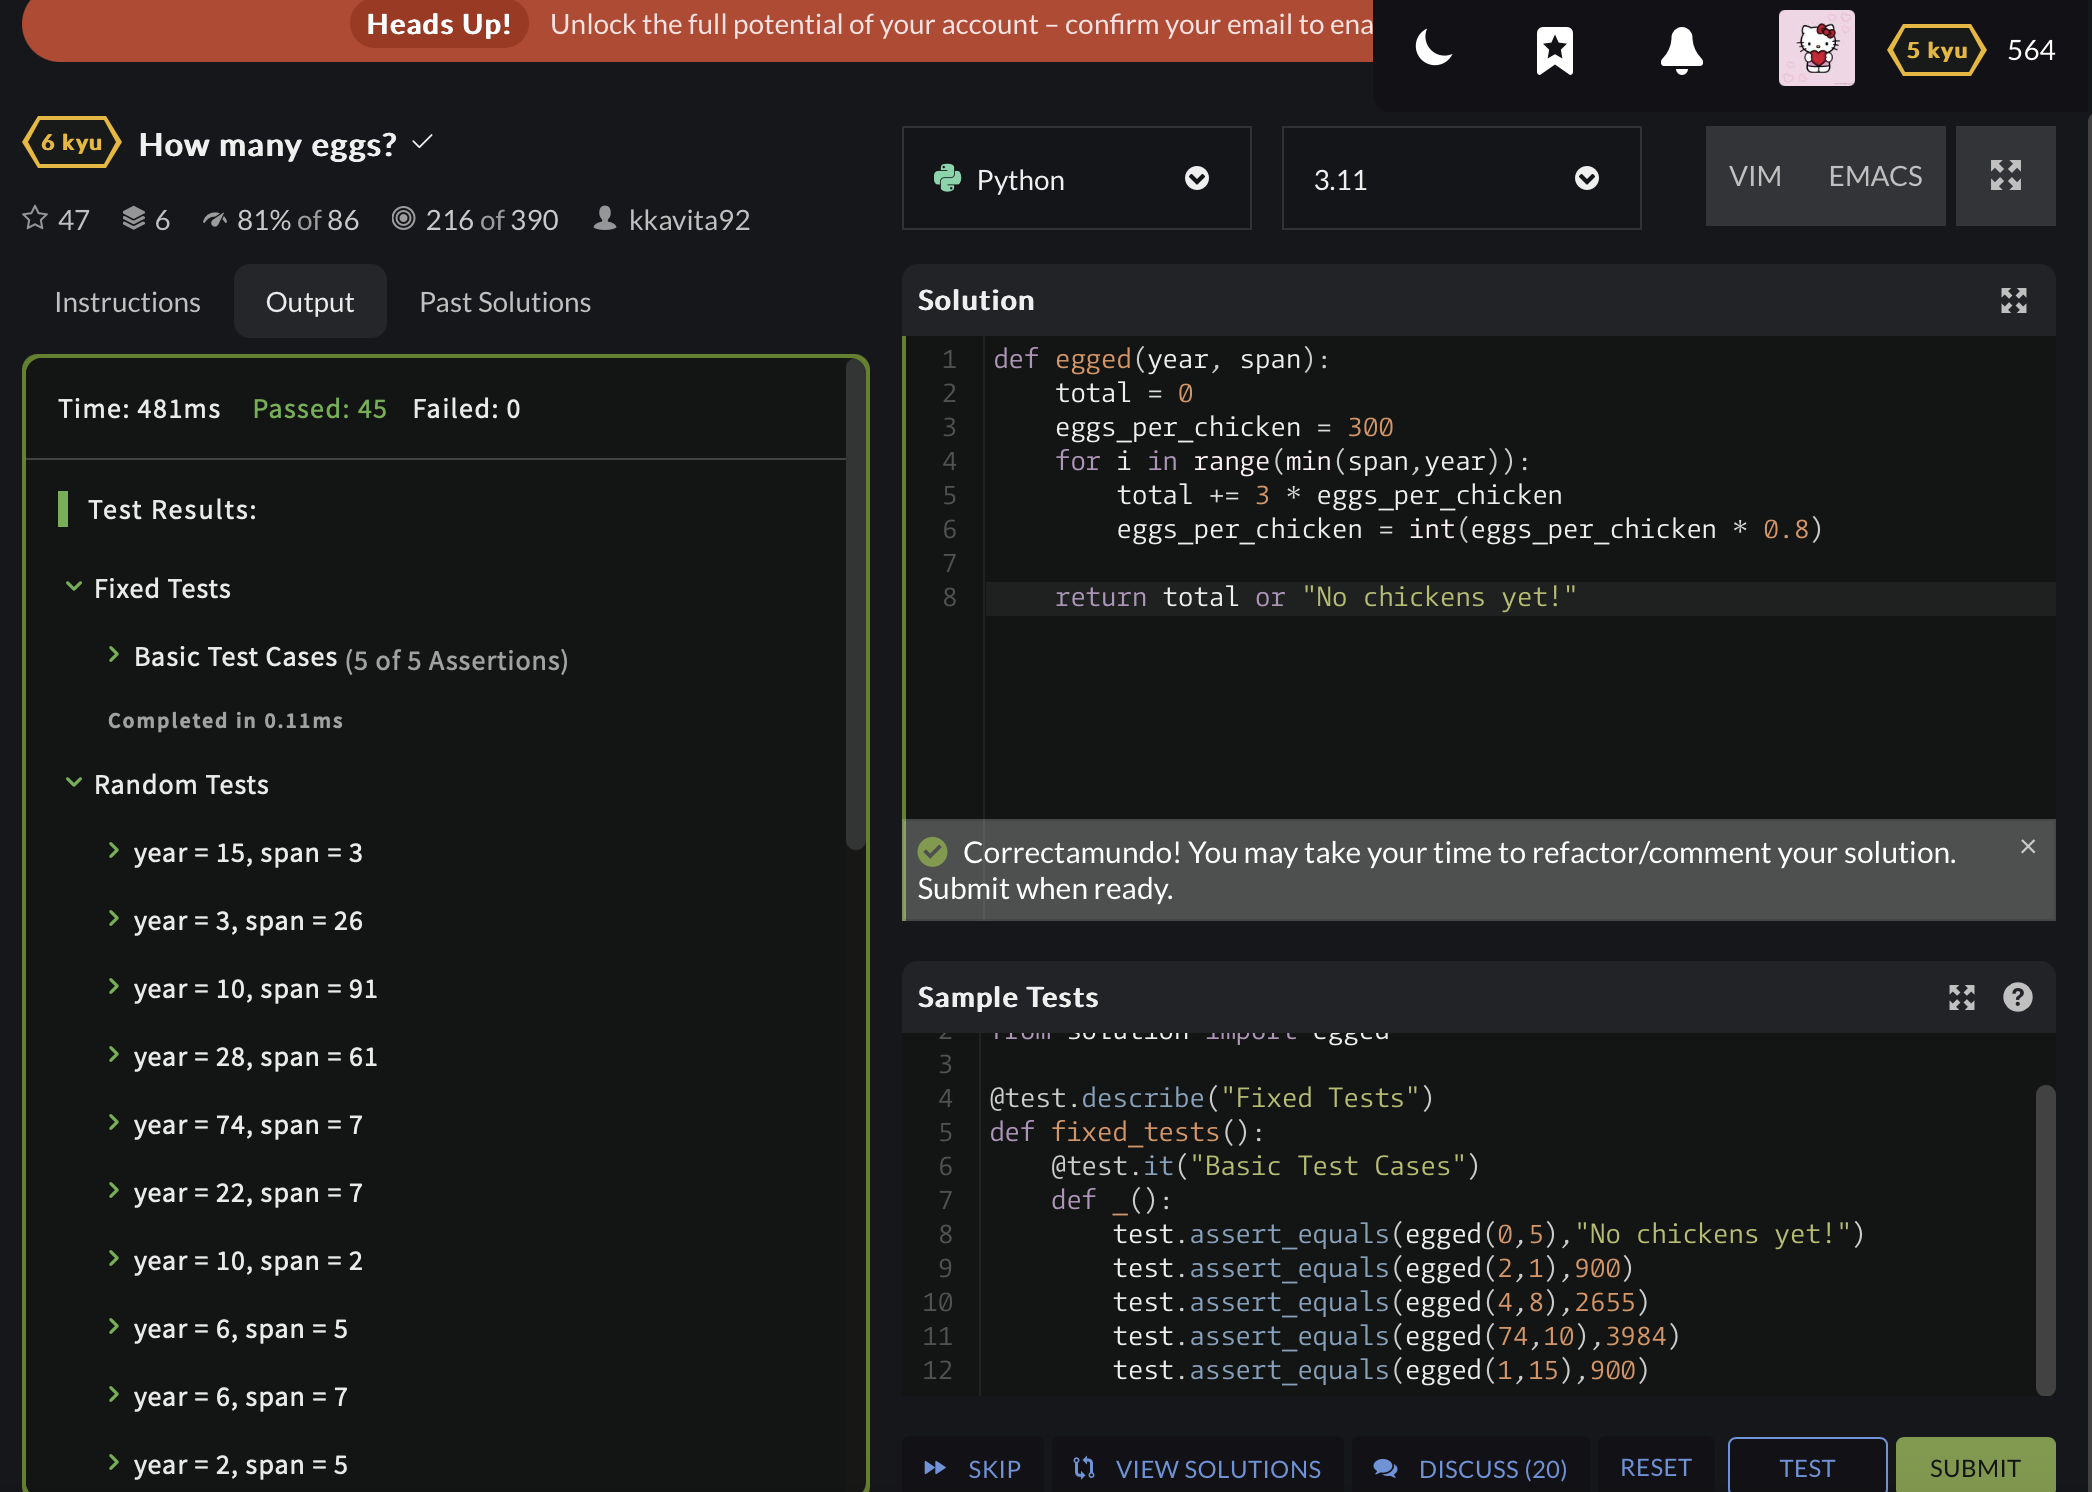 Heads Up! Unlock the full potential of your account – confirm your email to ena
5 kyu 564
6 kyu How many eggs?
47 6 81% of 86 216 of 390 kkavita92
Python 3.11 VIM EMACS
Instructions Output Past Solutions
Time: 481ms Passed: 45 Failed: 0
Test Results:
Fixed Tests
Basic Test Cases (5 of 5 Assertions)
Completed in 0.11ms
Random Tests
year = 15, span = 3
year = 3, span = 26
year = 10, span = 91
year = 28, span = 61
year = 74, span = 7
year = 22, span = 7
year = 10, span = 2
year = 6, span = 5
year = 6, span = 7
year = 2, span = 5
Solution
1 def egged(year, span):
2 total = 0
3 eggs_per_chicken = 300
4 for i in range(min(span,year)):
5 total += 3 * eggs_per_chicken
6 eggs_per_chicken = int(eggs_per_chicken * 0.8)
7
8 return total or "No chickens yet!"
Correctamundo! You may take your time to refactor/comment your solution.
Submit when ready.
Sample Tests
2 from solution import egged
3
4 @test.describe("Fixed Tests")
5 def fixed_tests():
6 @test.it("Basic Test Cases")
7 def _():
8 test.assert_equals(egged(0,5),"No chickens yet!")
9 test.assert_equals(egged(2,1),900)
10 test.assert_equals(egged(4,8),2655)
11 test.assert_equals(egged(74,10),3984)
12 test.assert_equals(egged(1,15),900)
SKIP VIEW SOLUTIONS DISCUSS (20) RESET TEST SUBMIT